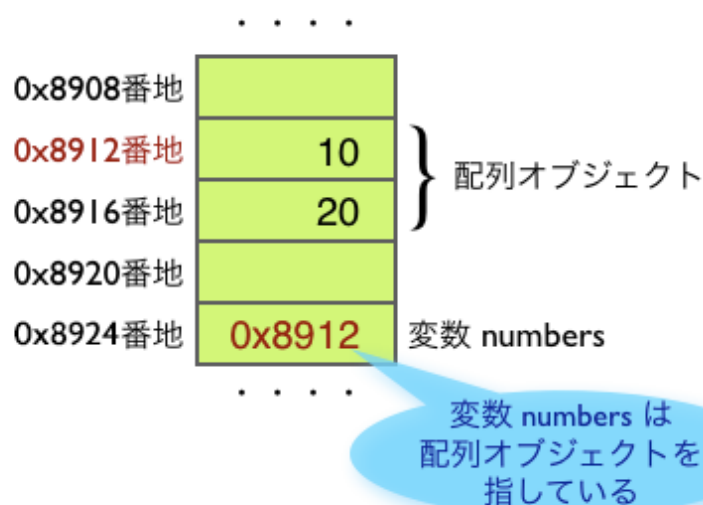 ・・・・
0x8908番地
0x8912番地 10
配列オブジェクト
0x8916番地 20
0x8920番地
0x8924番地 0x8912 変数 numbers
・・・・
変数 numbers は
配列オブジェクトを
指している